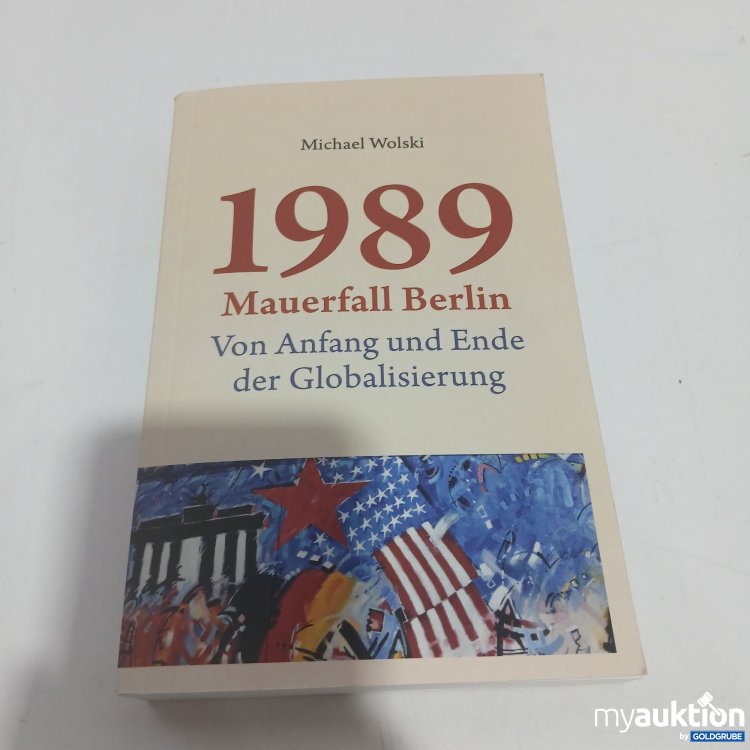 Michael Wolski
1989
Mauerfall Berlin
Von Anfang und Ende
der Globalisierung
myauktion
by GOLDGRUBE